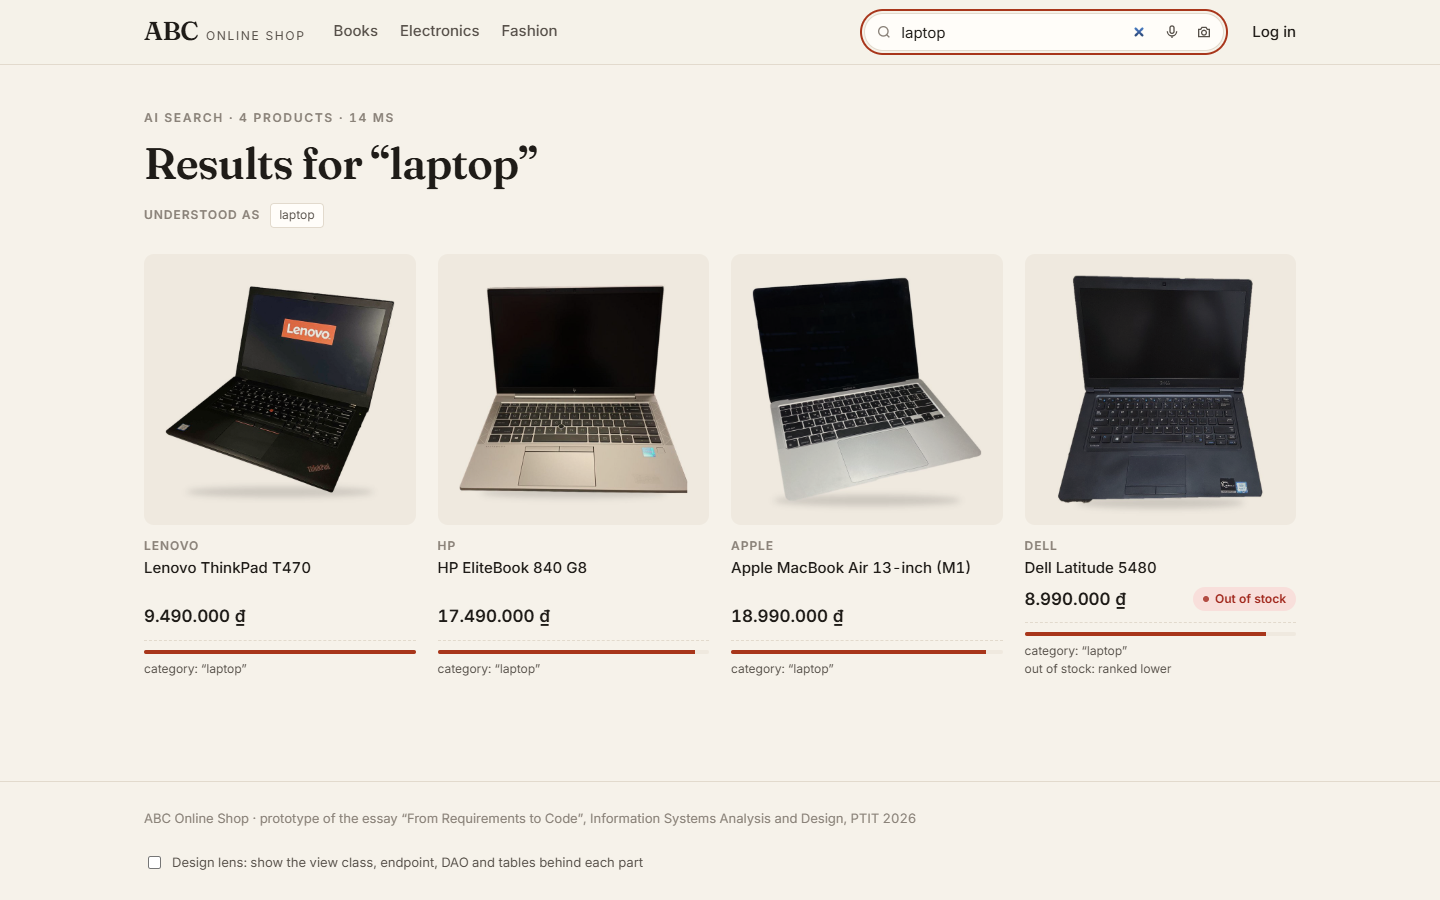 ABC ONLINE SHOP
Books
Electronics
Fashion
laptop
Log in
AI SEARCH · 4 PRODUCTS · 14 MS
Results for “laptop”
UNDERSTOOD AS laptop
Lenovo
ThinkPad
DELL
LENOVO
Lenovo ThinkPad T470
9.490.000 ₫
category: “laptop”
HP
HP EliteBook 840 G8
17.490.000 ₫
category: “laptop”
APPLE
Apple MacBook Air 13-inch (M1)
18.990.000 ₫
category: “laptop”
DELL
Dell Latitude 5480
8.990.000 ₫
Out of stock
category: “laptop”
out of stock: ranked lower
ABC Online Shop · prototype of the essay “From Requirements to Code”, Information Systems Analysis and Design, PTIT 2026
Design lens: show the view class, endpoint, DAO and tables behind each part